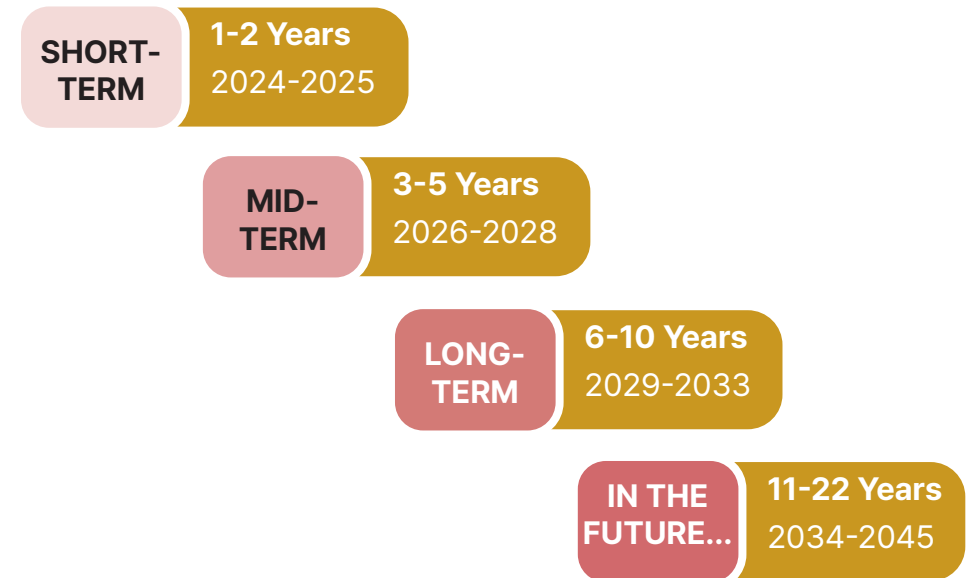 SHORT-
TERM
1-2 Years
2024-2025
MID-
TERM
3-5 Years
2026-2028
LONG-
TERM
6-10 Years
2029-2033
IN THE
FUTURE...
11-22 Years
2034-2045